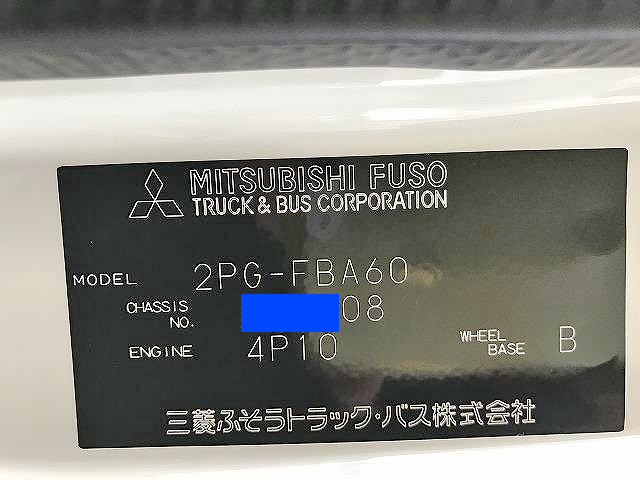 MITSUBISHI FUSO
TRUCK & BUS CORPORATION
MODEL 2PG-FBA60
CHASSIS NO. 08
ENGINE 4P10 WHEEL BASE B
三菱ふそうトラック・バス株式会社